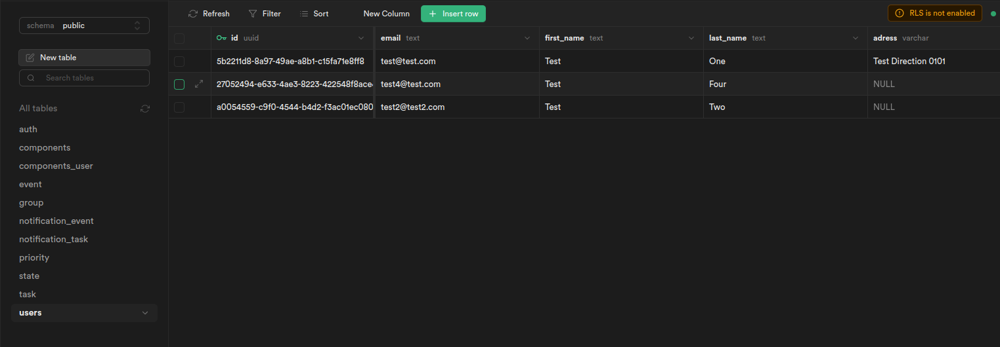 schema public
New table
Search tables
All tables
auth
components
components_user
event
group
notification_event
notification_task
priority
state
task
users
Refresh Filter Sort New Column Insert row RLS is not enabled
id uuid email text first_name text last_name text adress varchar
5b2211d8-8a97-49ae-a8b1-c15fa71e8ff8 test@test.com Test One Test Direction 0101
27052494-e633-4ae3-8223-422548f8ace test4@test.com Test Four NULL
a0054559-c9f0-4544-b4d2-f3ac01ec080 test2@test2.com Test Two NULL